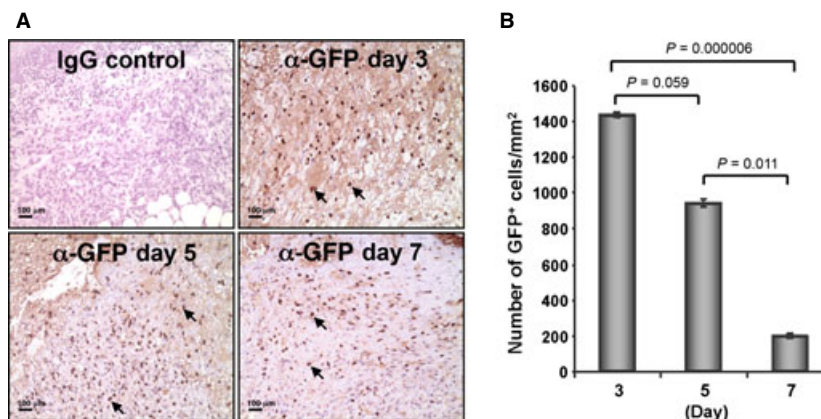 A
IgG control
100 µm
α-GFP day 3
100 µm
α-GFP day 5
100 µm
α-GFP day 7
100 µm
B
P = 0.000006
P = 0.059
P = 0.011
Number of GFP⁺ cells/mm²
1600
1400
1200
1000
800
600
400
200
0
3 5 7
(Day)